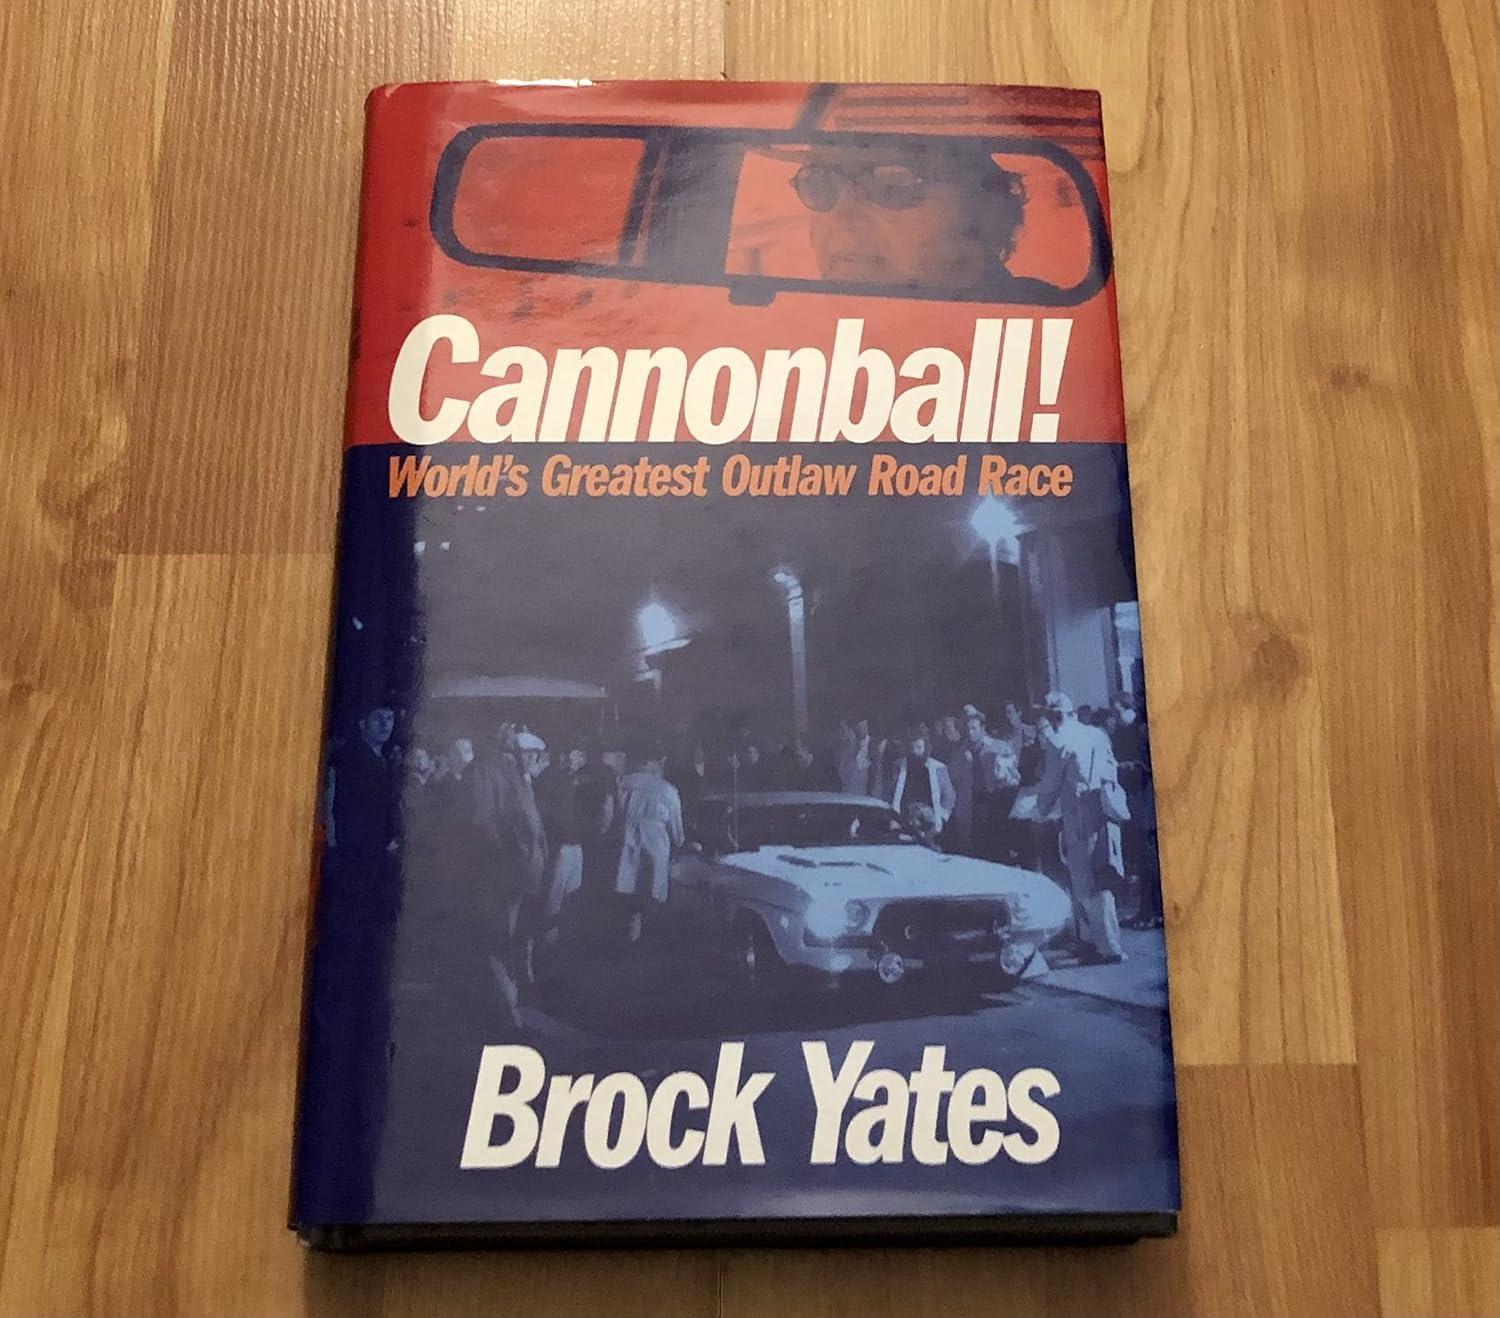 Cannonball!
World's Greatest Outlaw Road Race
Brock Yates